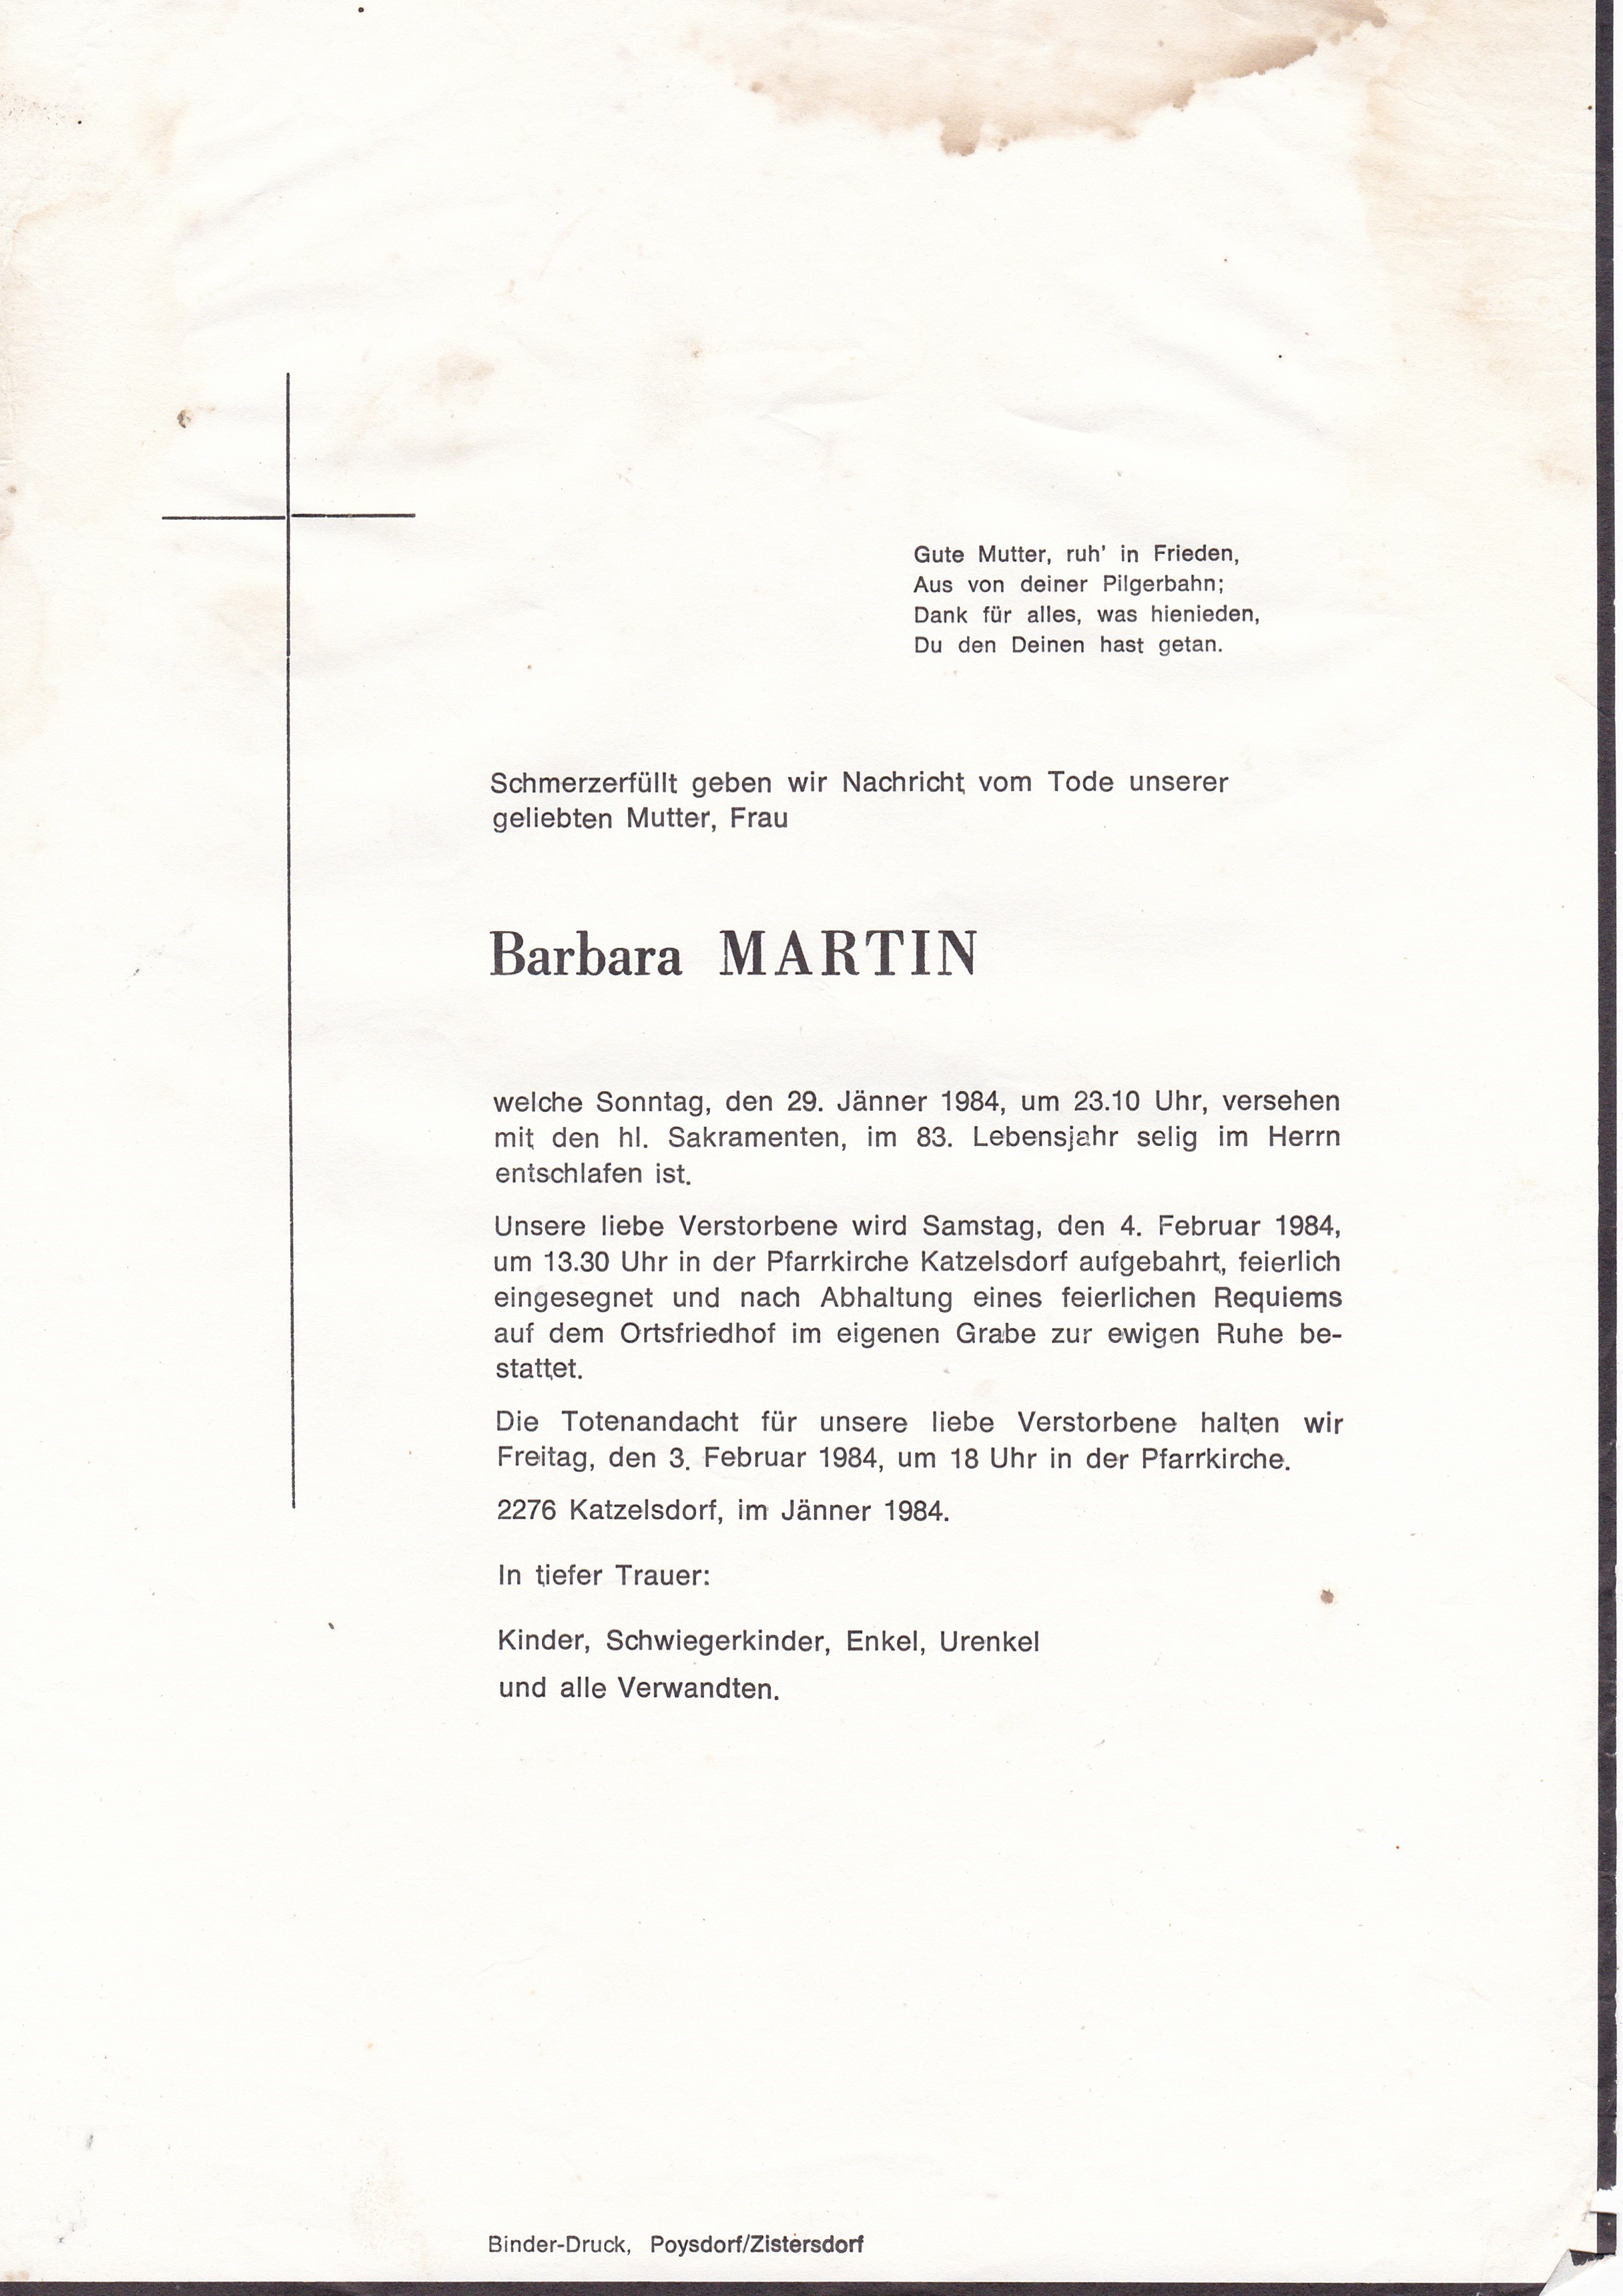 Gute Mutter, ruh' in Frieden,
Aus von deiner Pilgerbahn;
Dank für alles, was hienieden,
Du den Deinen hast getan.
Schmerzerfüllt geben wir Nachricht vom Tode unserer
geliebten Mutter, Frau
Barbara MARTIN
welche Sonntag, den 29. Jänner 1984, um 23.10 Uhr, versehen
mit den hl. Sakramenten, im 83. Lebensjahr selig im Herrn
entschlafen ist.
Unsere liebe Verstorbene wird Samstag, den 4. Februar 1984,
um 13.30 Uhr in der Pfarrkirche Katzelsdorf aufgebahrt, feierlich
eingesegnet und nach Abhaltung eines feierlichen Requiems
auf dem Ortsfriedhof im eigenen Grabe zur ewigen Ruhe be-
stattet.
Die Totenandacht für unsere liebe Verstorbene halten wir
Freitag, den 3. Februar 1984, um 18 Uhr in der Pfarrkirche.
2276 Katzelsdorf, im Jänner 1984.
In tiefer Trauer:
Kinder, Schwiegerkinder, Enkel, Urenkel
und alle Verwandten.
Binder-Druck, Poysdorf/Zistersdorf